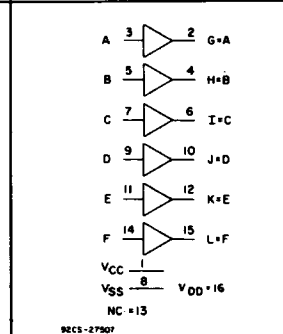 A 3 2 G=A
B 5 4 H=B
C 7 6 I=C
D 9 10 J=D
E 11 12 K=E
F 14 15 L=F
VCC 1
VSS 8 VDD=16
NC=13
92CS-27507